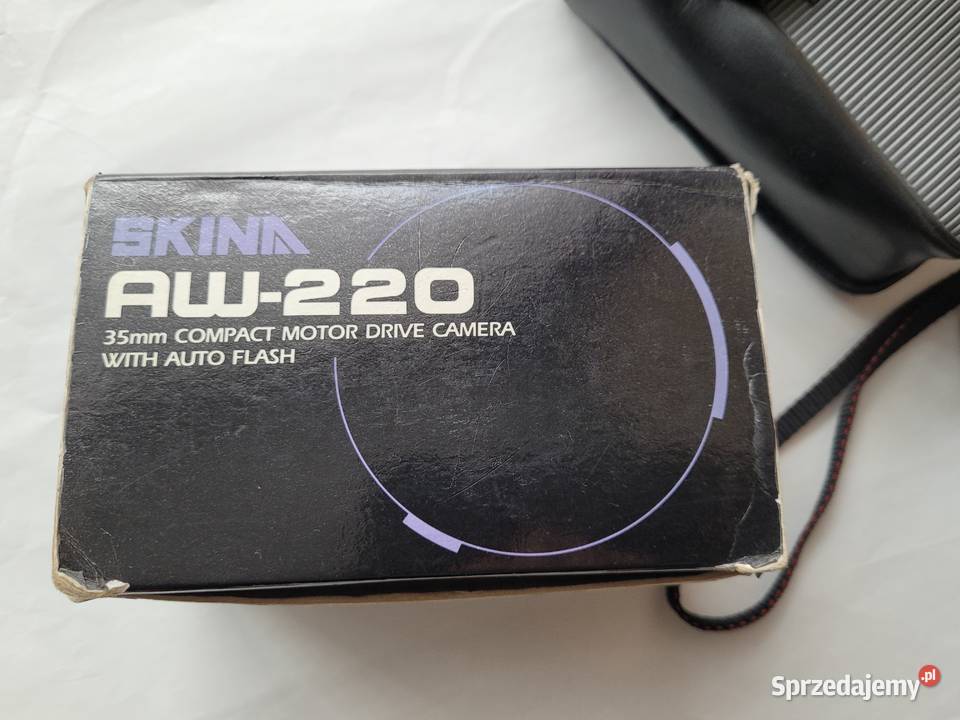 SKINA
AW-220
35mm COMPACT MOTOR DRIVE CAMERA
WITH AUTO FLASH
Sprzedajemy.pl